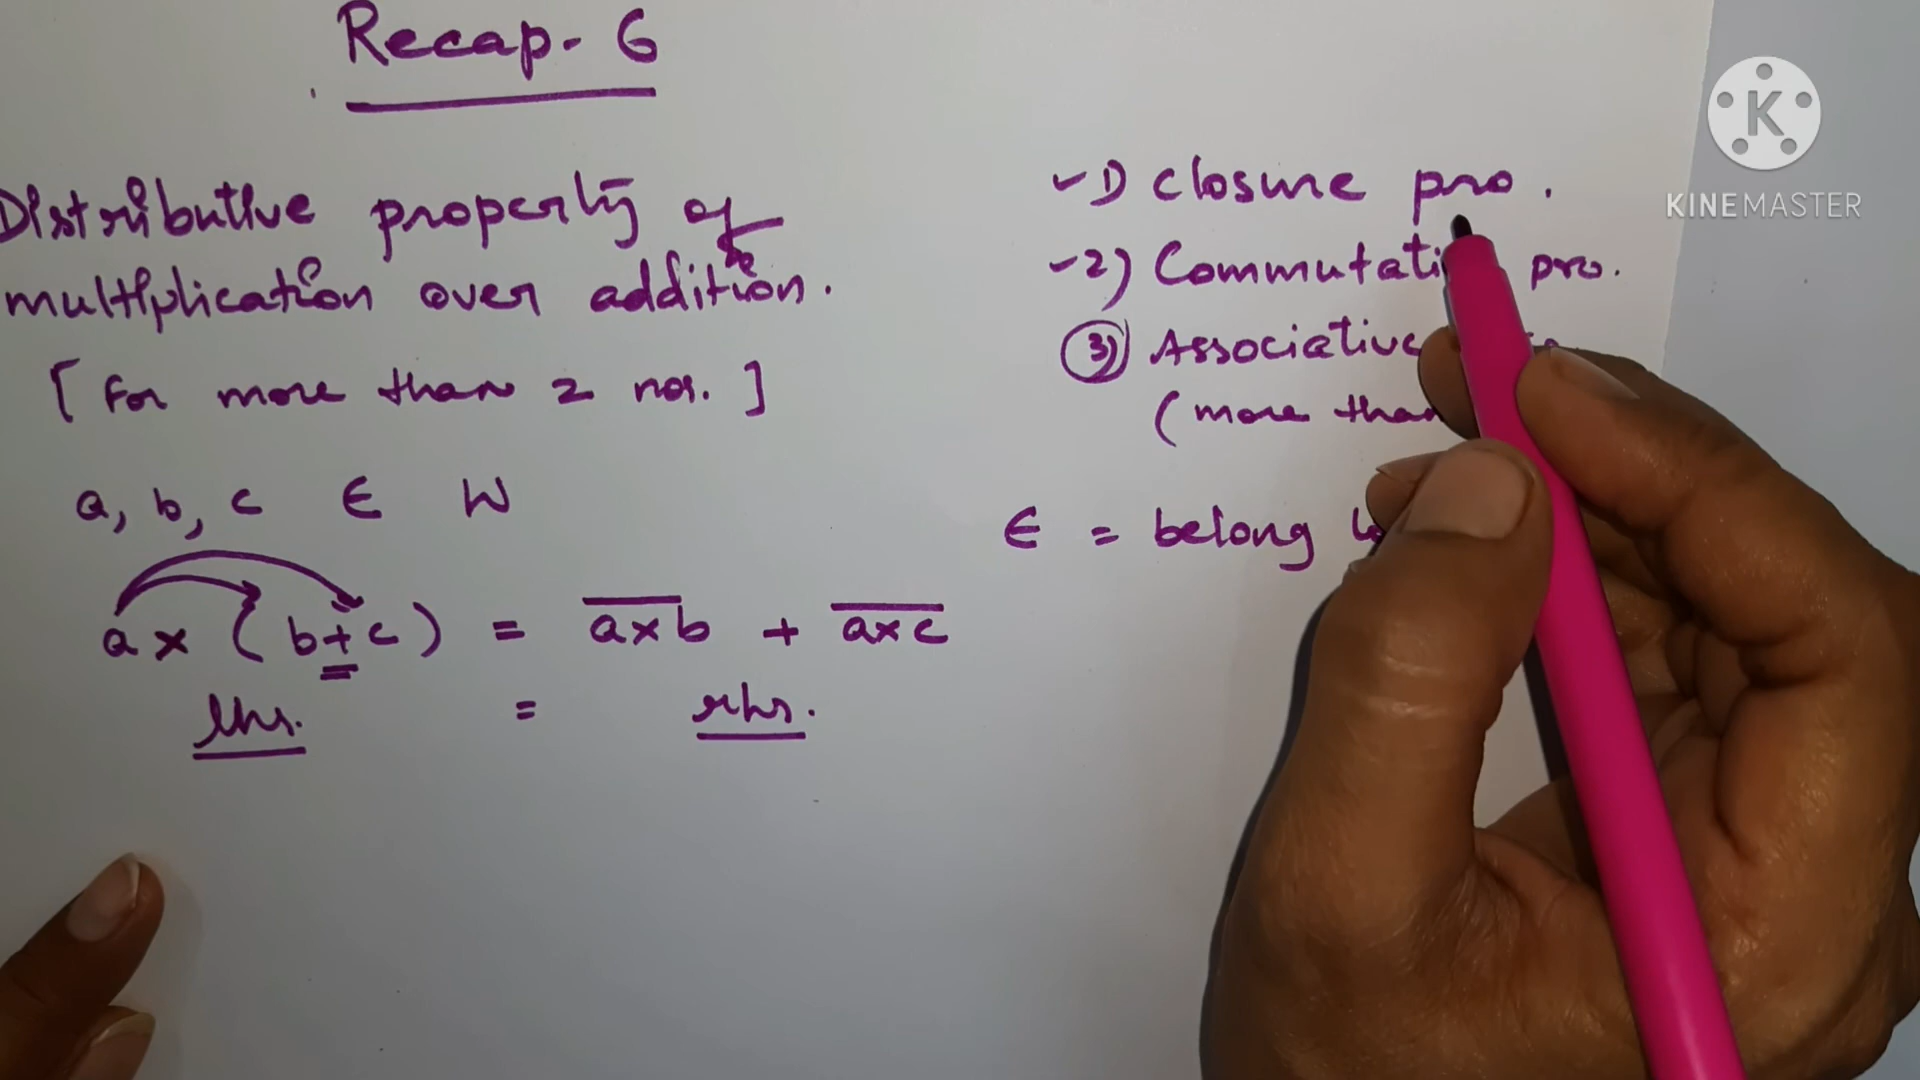 Recap- 6
Distributive property of
multiplication over addition.
[ For more than 2 nos. ]
a, b, c ∈ W
a × ( b + c ) = a×b + a×c
lhs. = rhs.
1) closure pro.
2) Commutati pro.
3) Associative
( more than
∈ = belong
K
KINEMASTER